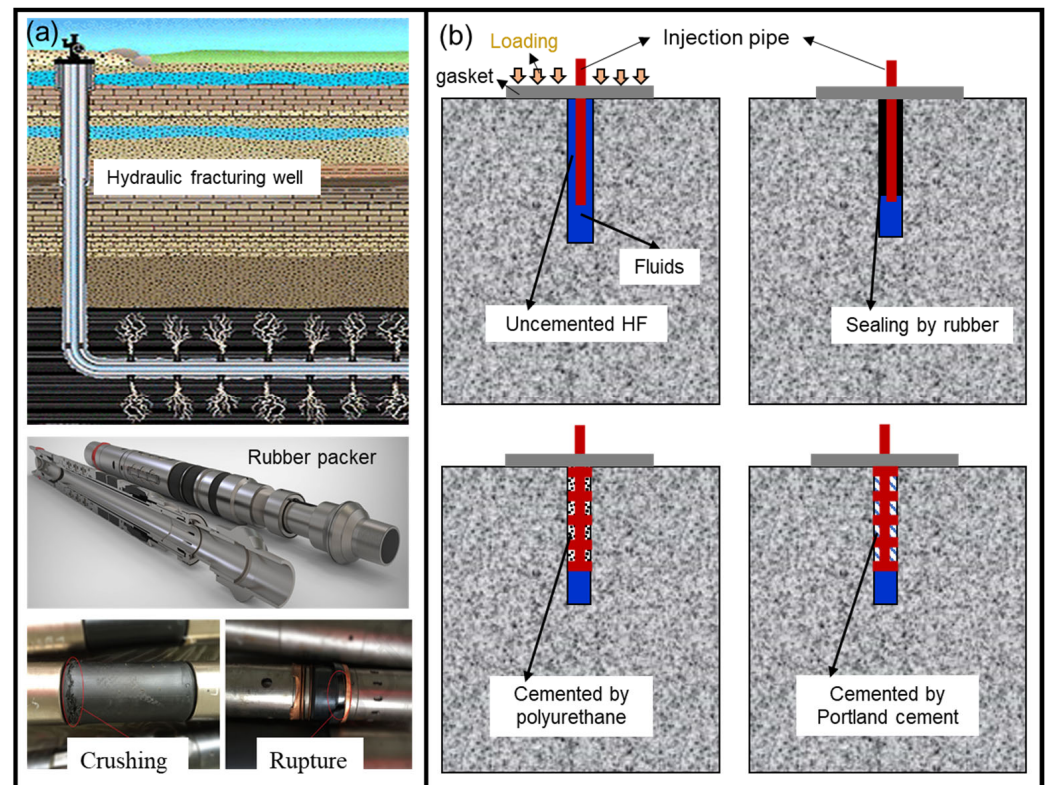 (a)
Hydraulic fracturing well
Rubber packer
Crushing
Rupture
(b)
Loading
Injection pipe
gasket
Fluids
Uncemented HF
Sealing by rubber
Cemented by
polyurethane
Cemented by
Portland cement